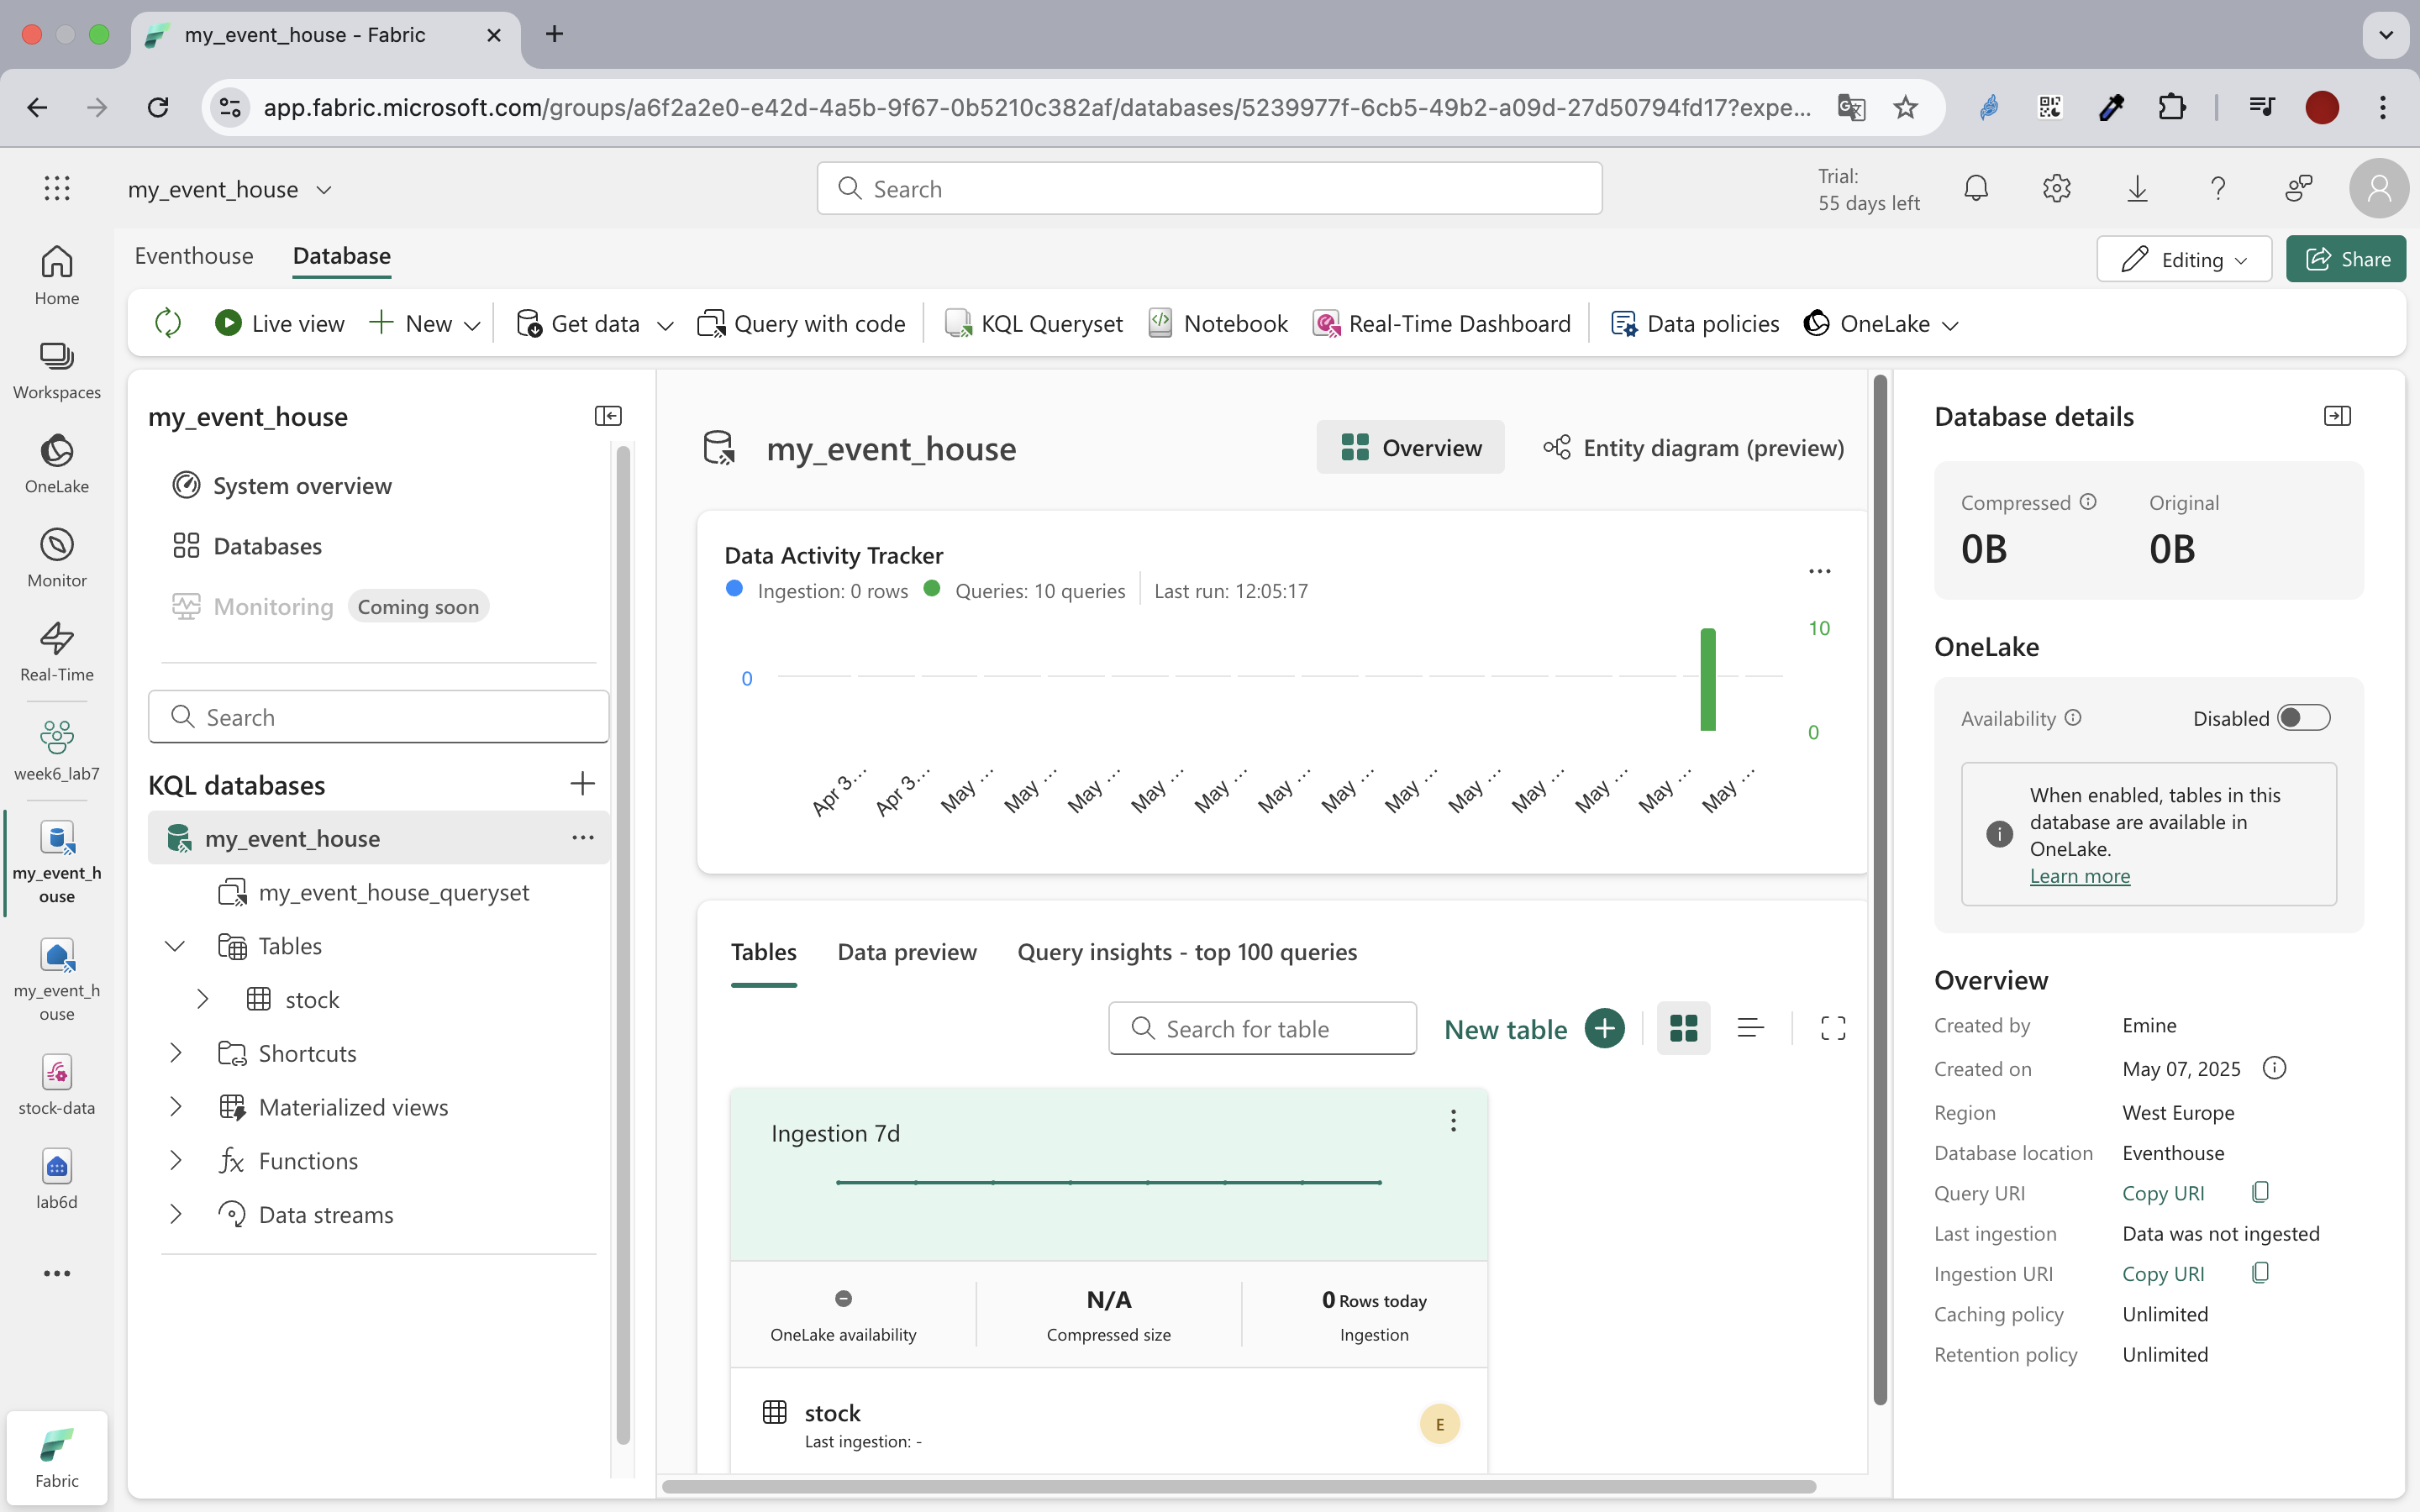 my_event_house - Fabric
app.fabric.microsoft.com/groups/a6f2a2e0-e42d-4a5b-9f67-0b5210c382af/databases/5239977f-6cb5-49b2-a09d-27d50794fd17?expe...
my_event_house
Search
Trial:
55 days left
Home
Workspaces
OneLake
Monitor
Real-Time
week6_lab7
my_event_h
ouse
my_event_h
ouse
stock-data
lab6d
Fabric
Eventhouse
Database
Editing
Share
Live view
New
Get data
Query with code
KQL Queryset
Notebook
Real-Time Dashboard
Data policies
OneLake
my_event_house
System overview
Databases
Monitoring
Coming soon
Search
KQL databases
my_event_house
my_event_house_queryset
Tables
stock
Shortcuts
Materialized views
Functions
Data streams
my_event_house
Overview
Entity diagram (preview)
Data Activity Tracker
Ingestion: 0 rows
Queries: 10 queries
Last run: 12:05:17
10
0
0
Apr 3...
Apr 3...
May ...
May ...
May ...
May ...
May ...
May ...
May ...
May ...
May ...
May ...
May ...
May ...
May ...
Tables
Data preview
Query insights - top 100 queries
Search for table
New table
Ingestion 7d
OneLake availability
N/A
Compressed size
0 Rows today
Ingestion
stock
Last ingestion: -
E
Database details
Compressed
Original
0B
0B
OneLake
Availability
Disabled
When enabled, tables in this
database are available in
OneLake.
Learn more
Overview
Created by Emine
Created on May 07, 2025
Region West Europe
Database location Eventhouse
Query URI Copy URI
Last ingestion Data was not ingested
Ingestion URI Copy URI
Caching policy Unlimited
Retention policy Unlimited